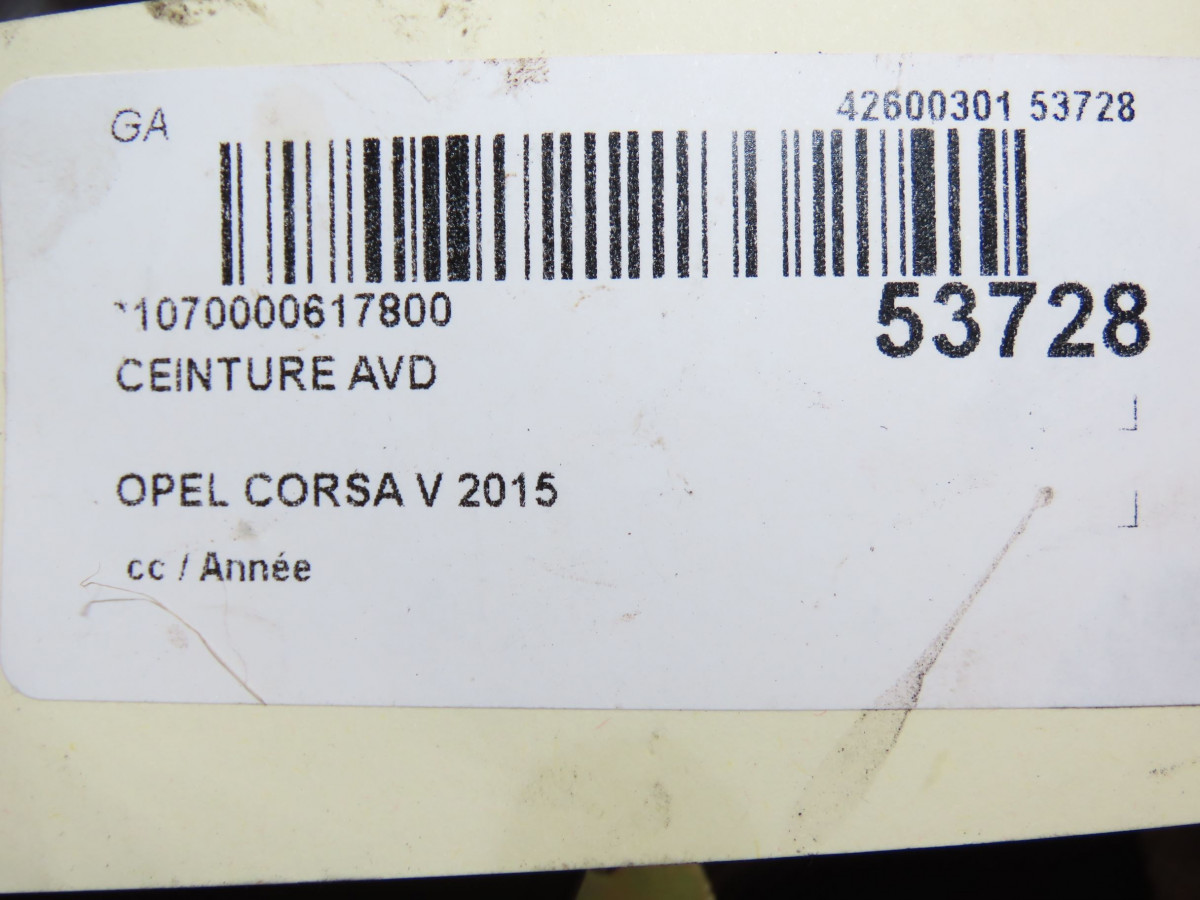 GA
42600301 53728
*1070000617800
53728
CEINTURE AVD
OPEL CORSA V 2015
cc / Année